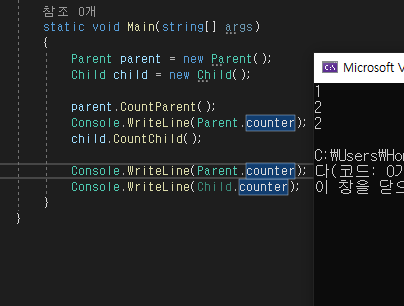 참조 0개
static void Main(string[] args)
{
Parent parent = new Parent();
Child child = new Child();
parent.CountParent();
Console.WriteLine(Parent.counter);
child.CountChild();
Console.WriteLine(Parent.counter);
Console.WriteLine(Child.counter);
}
}
Microsoft V
1
2
2
C:\Users\Ho
다(코드: 0개
이 창을 닫으